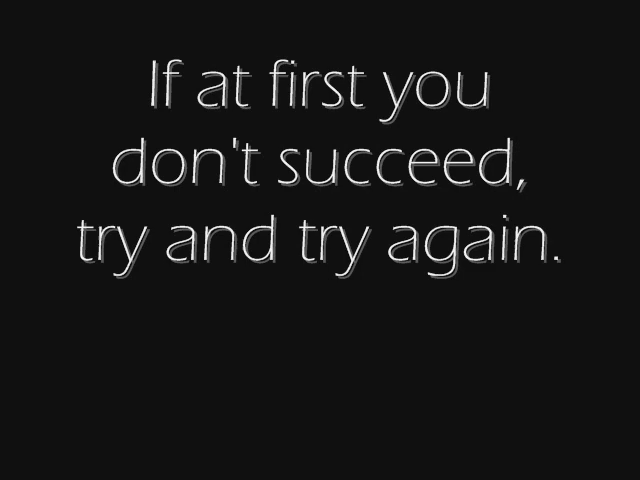 If at first you
don't succeed,
try and try again.